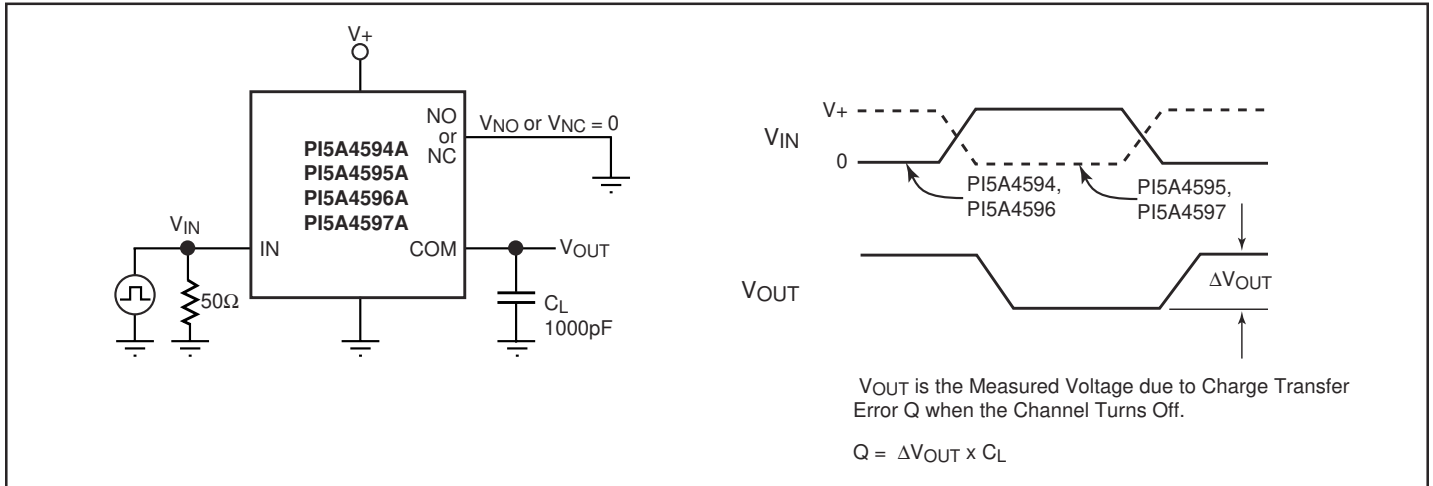 V+
NO
or
NC
VNO or VNC = 0
PI5A4594A
PI5A4595A
PI5A4596A
PI5A4597A
VIN
IN
COM
VOUT
50Ω
CL
1000pF
V+
VIN
0
PI5A4594,
PI5A4596
PI5A4595,
PI5A4597
VOUT
ΔVOUT
VOUT is the Measured Voltage due to Charge Transfer
Error Q when the Channel Turns Off.
Q = ΔVOUT x CL